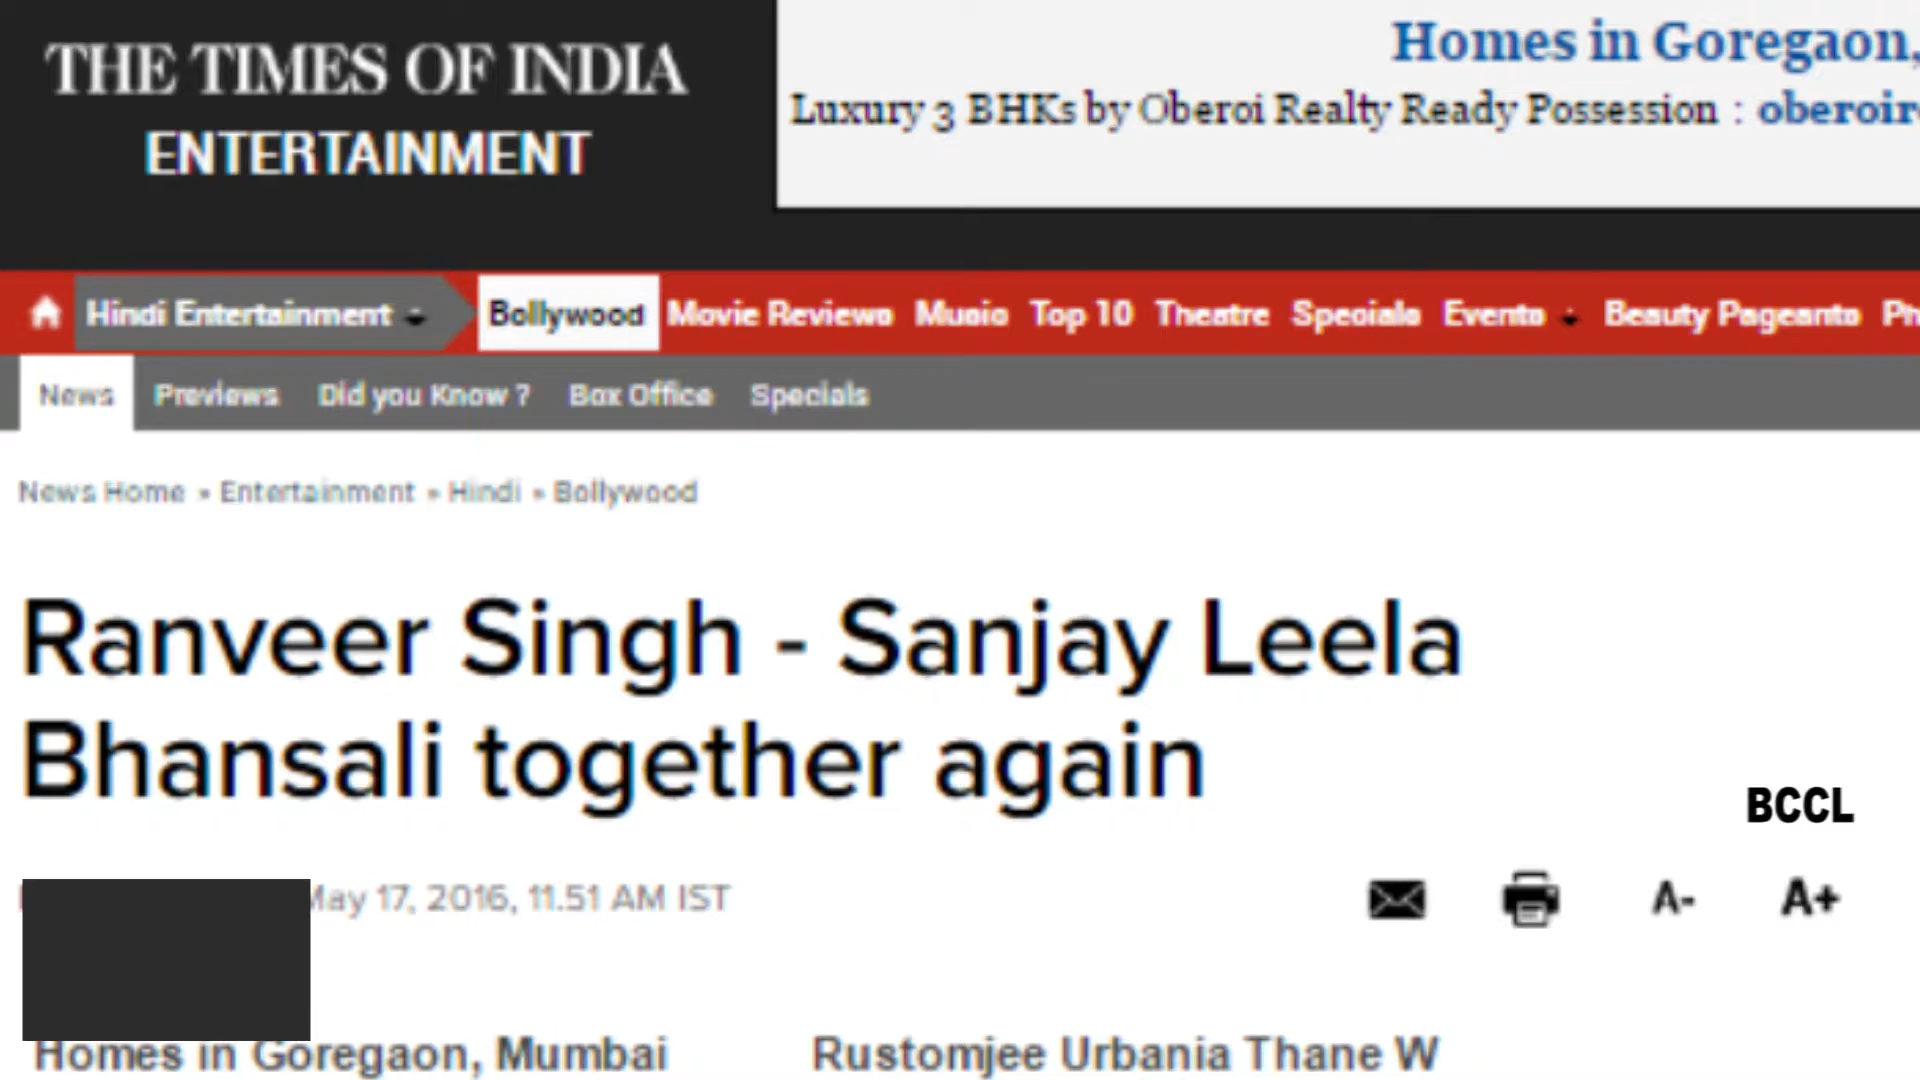 THE TIMES OF INDIA
ENTERTAINMENT
Homes in Goregaon,
Luxury 3 BHKs by Oberoi Realty Ready Possession : oberoir
Hindi Entertainment Bollywood Movie Reviews Music Top 10 Theatre Specials Events Beauty Pageants Ph
News Previews Did you Know ? Box Office Specials
News Home » Entertainment » Hindi » Bollywood
Ranveer Singh - Sanjay Leela
Bhansali together again
BCCL
May 17, 2016, 11.51 AM IST
A- A+
Homes in Goregaon, Mumbai
Rustomjee Urbania Thane W